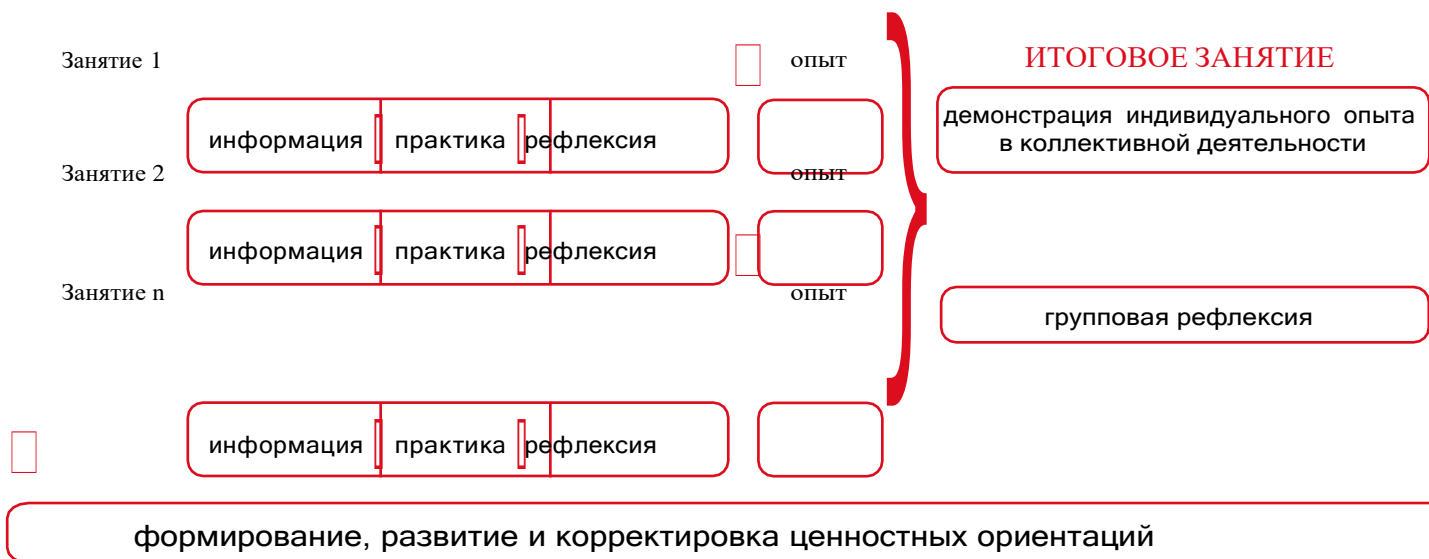 Занятие 1
опыт
ИТОГОВОЕ ЗАНЯТИЕ
информация практика рефлексия
демонстрация индивидуального опыта
в коллективной деятельности
Занятие 2
опыт
информация практика рефлексия
Занятие n
опыт
групповая рефлексия
информация практика рефлексия
формирование, развитие и корректировка ценностных ориентаций